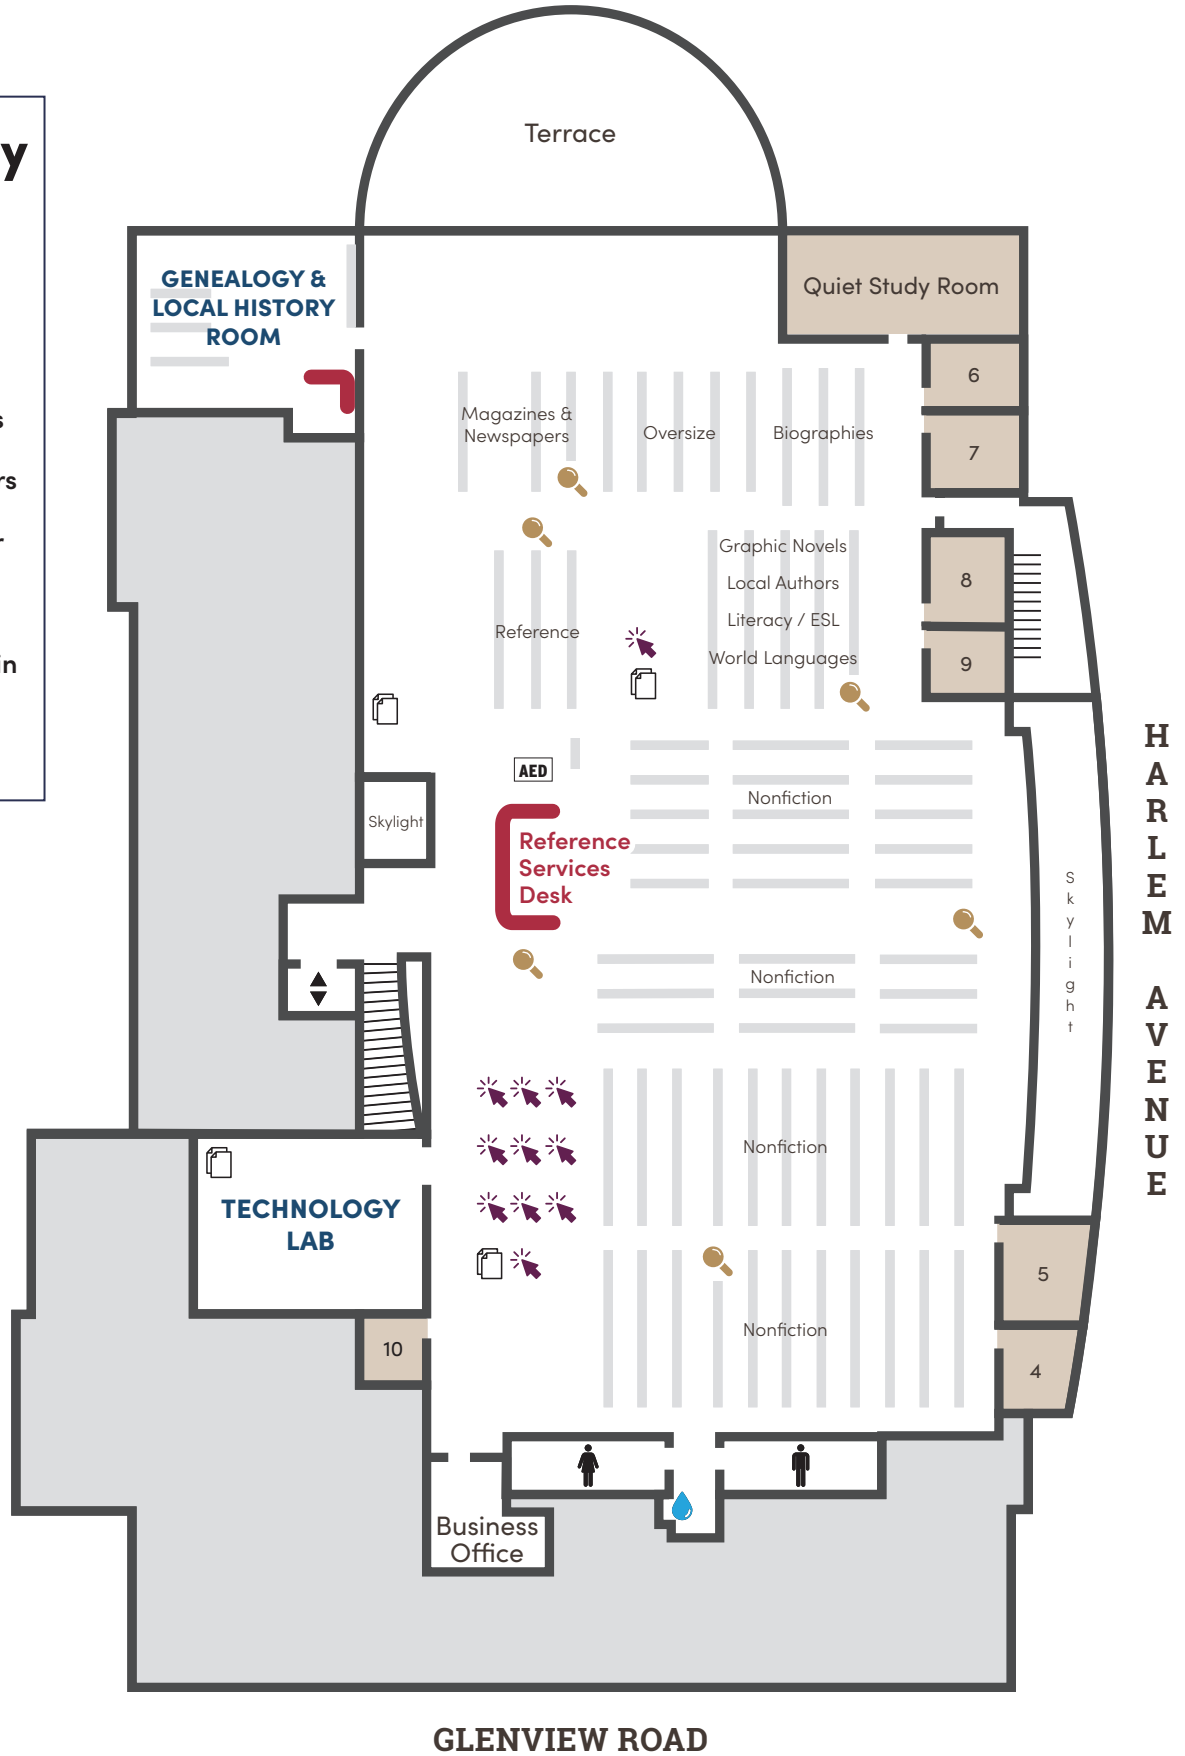 y
s
rs
r
in
Terrace
GENEALOGY &
LOCAL HISTORY
ROOM
Quiet Study Room
6
7
Magazines &
Newspapers
Oversize
Biographies
Graphic Novels
Local Authors
Literacy / ESL
World Languages
8
9
Reference
AED
Skylight
Reference
Services
Desk
Nonfiction
Skylight
HARLEM AVENUE
Nonfiction
Nonfiction
TECHNOLOGY
LAB
5
Nonfiction
10
4
Business
Office
GLENVIEW ROAD